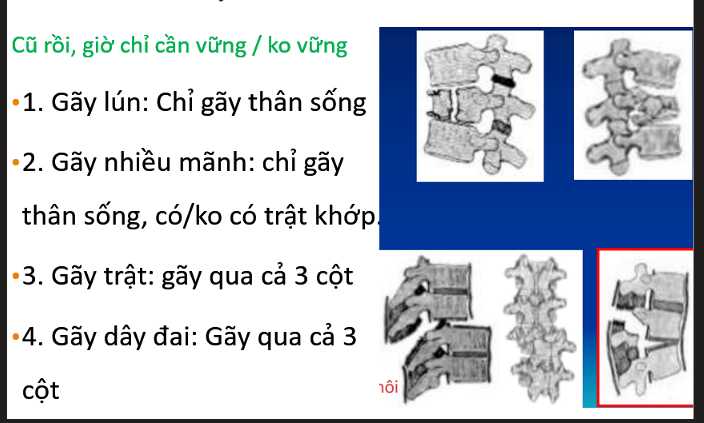 Cũ rồi, giờ chỉ cần vững / ko vững
•1. Gãy lún: Chỉ gãy thân sống
•2. Gãy nhiều mãnh: chỉ gãy
thân sống, có/ko có trật khớp.
•3. Gãy trật: gãy qua cả 3 cột
•4. Gãy dây đai: Gãy qua cả 3
cột